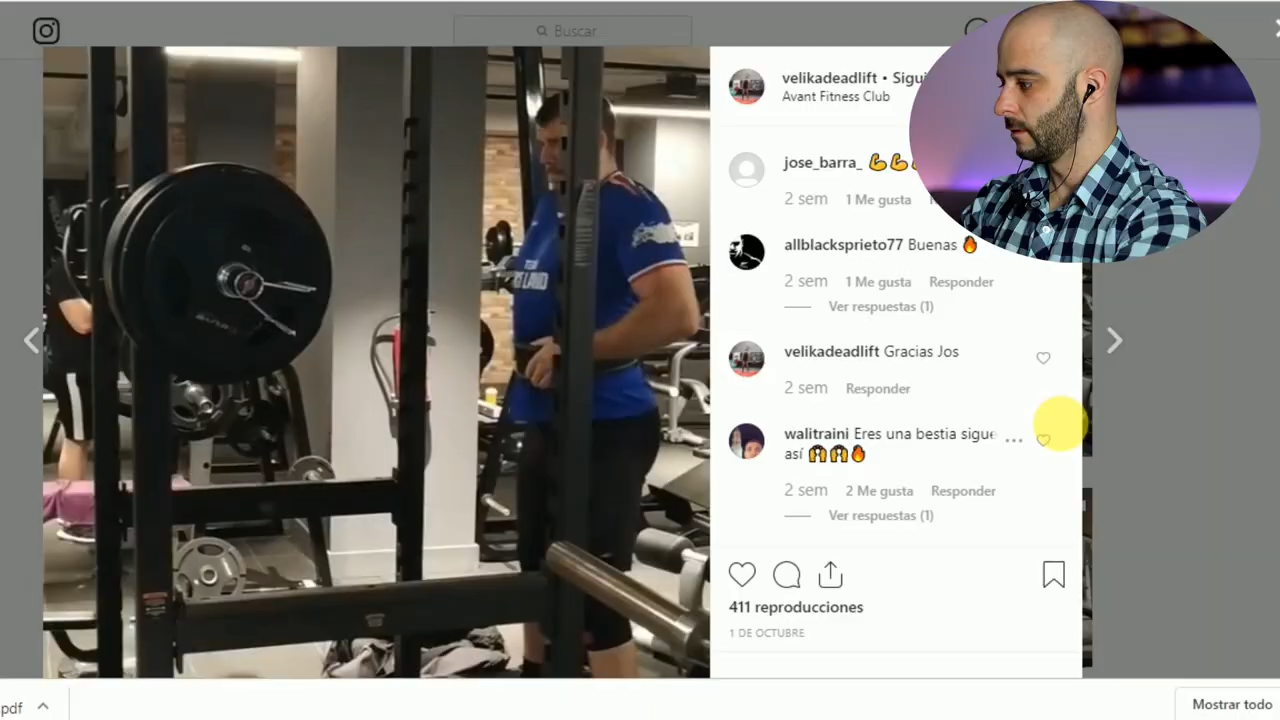 Buscar
velikadeadlift • Sigui
Avant Fitness Club
jose_barra_ 💪💪
2 sem 1 Me gusta
allblacksprieto77 Buenas 🔥
2 sem 1 Me gusta Responder
Ver respuestas (1)
velikadeadlift Gracias Jos
2 sem Responder
walitraini Eres una bestia sigue
así 🙌🙌🔥
2 sem 2 Me gusta Responder
Ver respuestas (1)
411 reproducciones
1 DE OCTUBRE
pdf
Mostrar todo